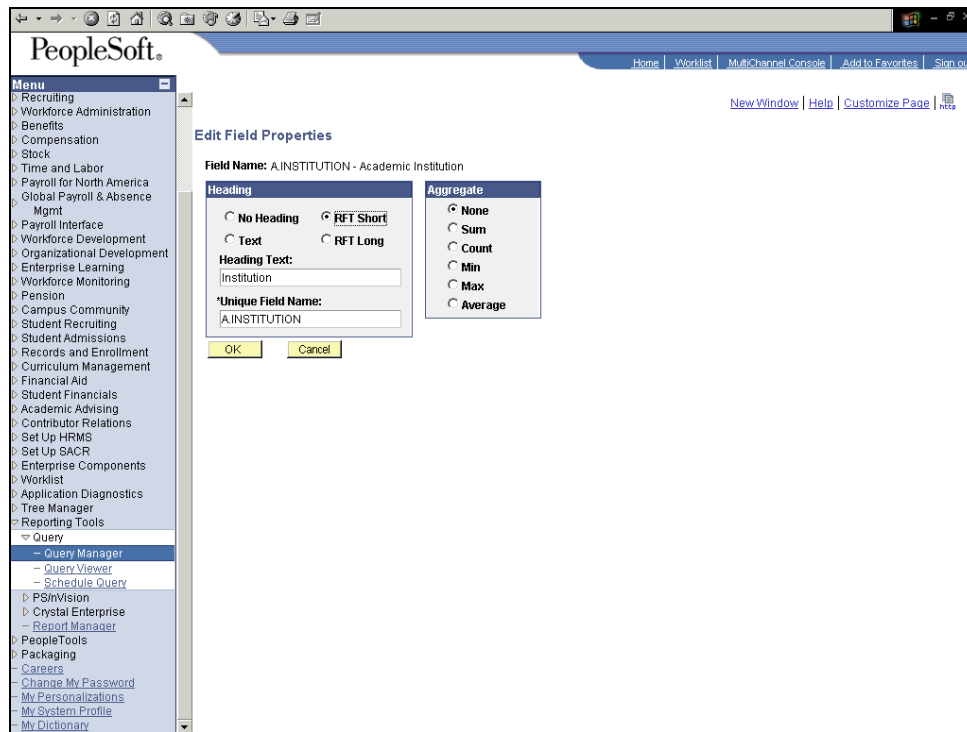 PeopleSoft.
Home | Worklist | MultiChannel Console | Add to Favorites | Sign ou
Menu
Recruiting
Workforce Administration
Benefits
Compensation
Stock
Time and Labor
Payroll for North America
Global Payroll & Absence
Mgmt
Payroll Interface
Workforce Development
Organizational Development
Enterprise Learning
Workforce Monitoring
Pension
Campus Community
Student Recruiting
Student Admissions
Records and Enrollment
Curriculum Management
Financial Aid
Student Financials
Academic Advising
Contributor Relations
Set Up HRMS
Set Up SACR
Enterprise Components
Worklist
Application Diagnostics
Tree Manager
Reporting Tools
Query
– Query Manager
– Query Viewer
– Schedule Query
PS/nVision
Crystal Enterprise
– Report Manager
PeopleTools
Packaging
– Careers
– Change My Password
– My Personalizations
– My System Profile
– My Dictionary
New Window | Help | Customize Page | http
Edit Field Properties
Field Name: A.INSTITUTION - Academic Institution
Heading
No Heading RFT Short
Text RFT Long
Heading Text:
Institution
*Unique Field Name:
A.INSTITUTION
Aggregate
None
Sum
Count
Min
Max
Average
OK Cancel